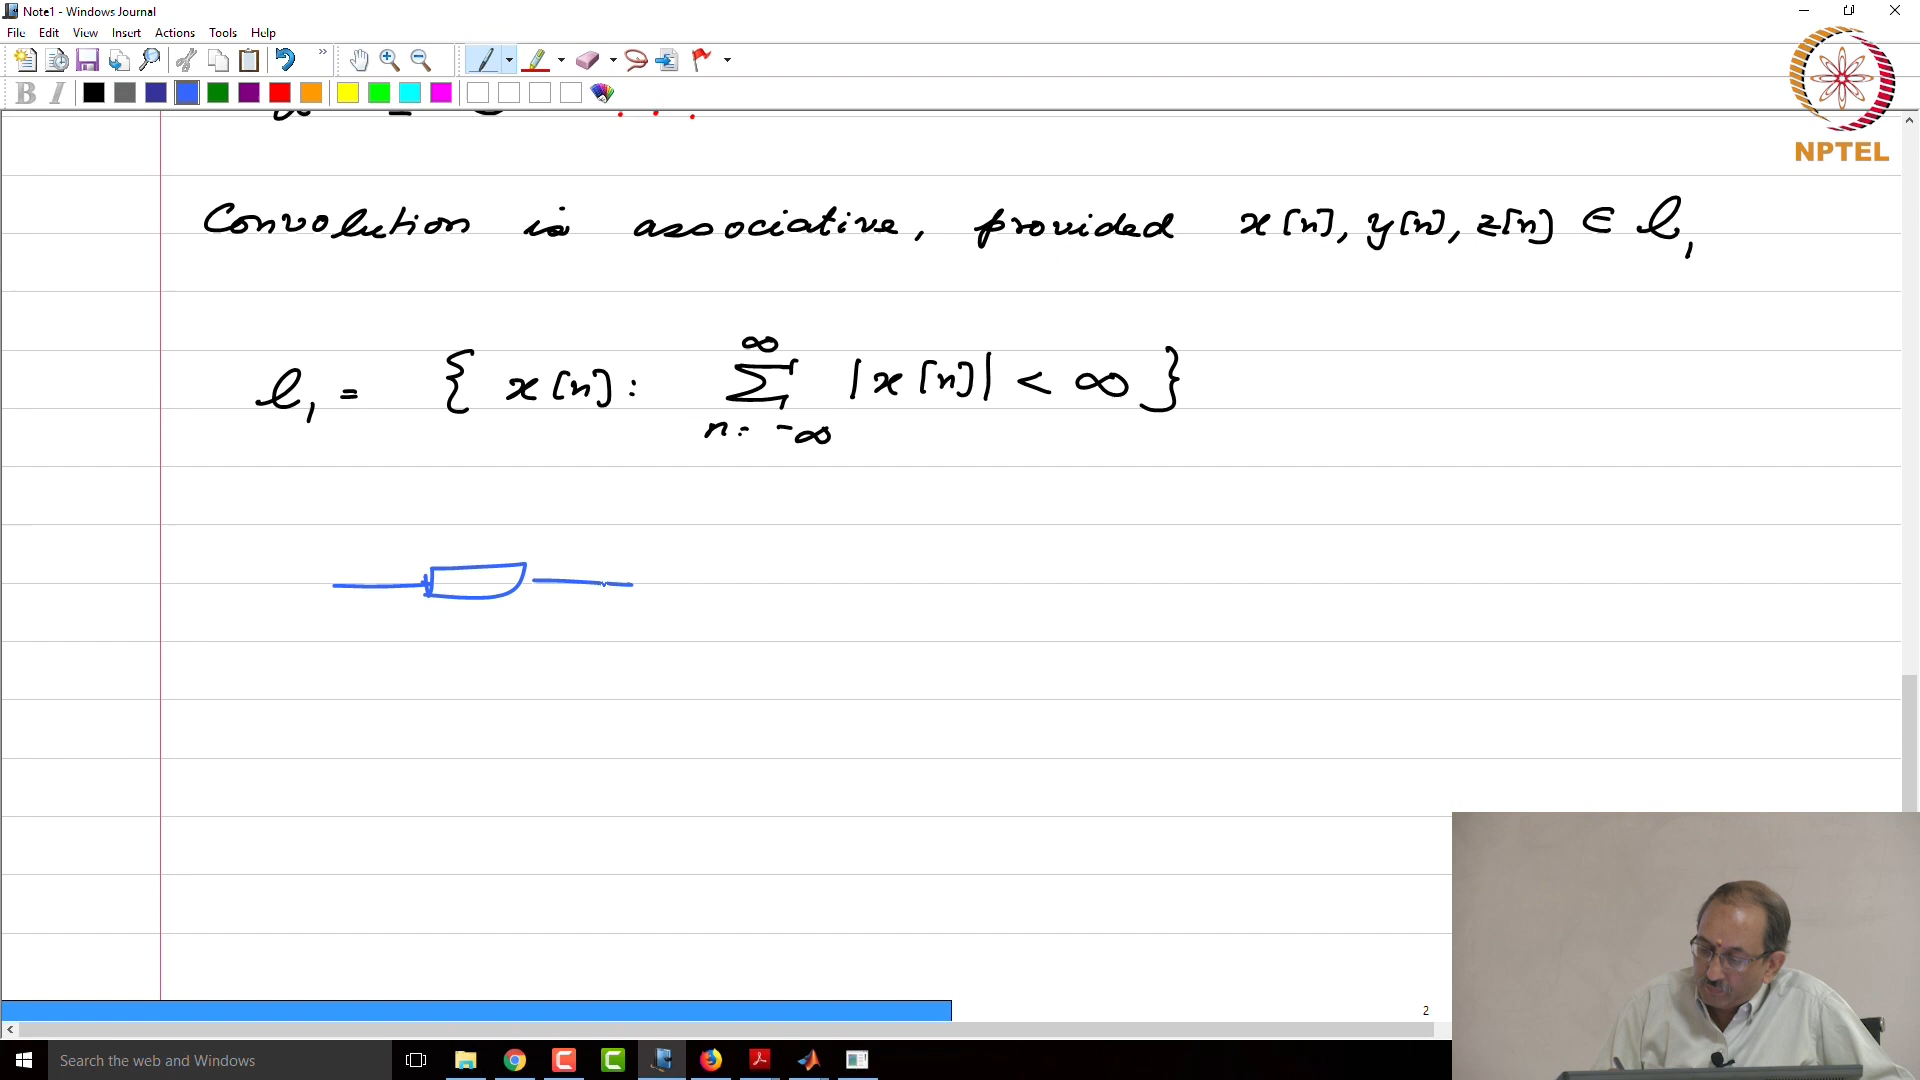 Note1 - Windows Journal
File Edit View Insert Actions Tools Help
B I
NPTEL
Convolution is associative, provided x[n], y[n], z[n] ∈ l₁
l₁ = { x[n]: ∞ ∑ n = -∞ |x[n]| < ∞ }
2
Search the web and Windows